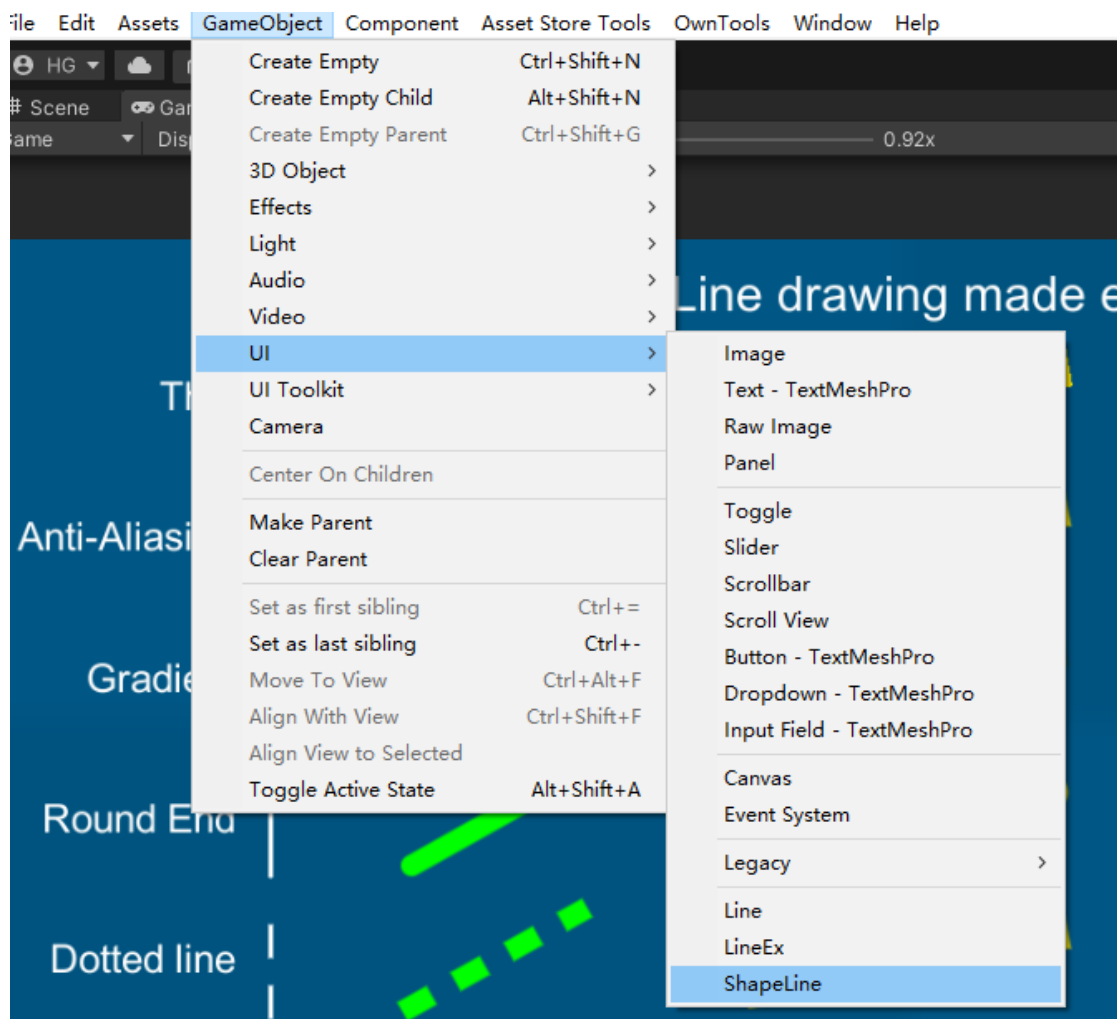 File Edit Assets GameObject Component Asset Store Tools OwnTools Window Help
HG
# Scene Gar
Game Dis 0.92x
Create Empty Ctrl+Shift+N
Create Empty Child Alt+Shift+N
Create Empty Parent Ctrl+Shift+G
3D Object
Effects
Light
Audio
Video
UI
UI Toolkit
Camera
Center On Children
Make Parent
Clear Parent
Set as first sibling Ctrl+=
Set as last sibling Ctrl+-
Move To View Ctrl+Alt+F
Align With View Ctrl+Shift+F
Align View to Selected
Toggle Active State Alt+Shift+A
Image
Text - TextMeshPro
Raw Image
Panel
Toggle
Slider
Scrollbar
Scroll View
Button - TextMeshPro
Dropdown - TextMeshPro
Input Field - TextMeshPro
Canvas
Event System
Legacy
Line
LineEx
ShapeLine
Line drawing made e
Th
Anti-Aliasi
Gradie
Round End
Dotted line